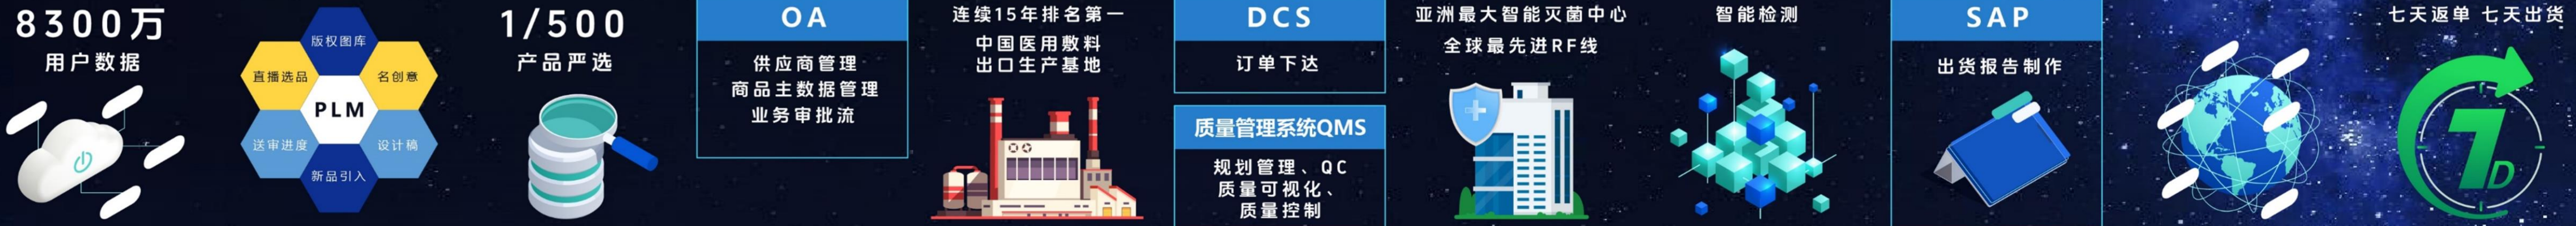 8300万
用户数据
版权图库
直播选品
名创意
PLM
送审进度
设计稿
新品引入
1/500
产品严选
OA
供应商管理
商品主数据管理
业务审批流
连续15年排名第一
中国医用敷料
出口生产基地
DCS
订单下达
质量管理系统QMS
规划管理、QC
质量可视化、
质量控制
亚洲最大智能灭菌中心
全球最先进RF线
智能检测
SAP
出货报告制作
七天返单 七天出货
7D